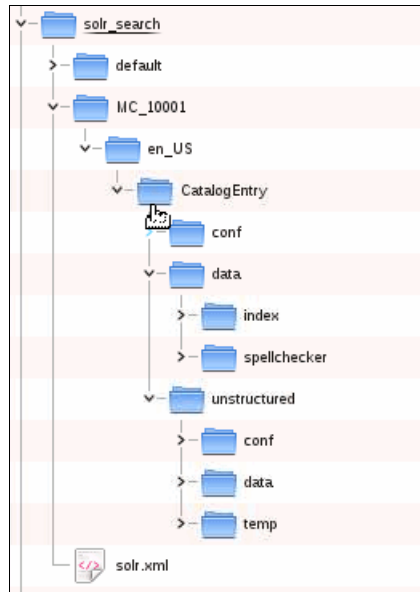 solr_search
default
MC_10001
en_US
CatalogEntry
conf
data
index
spellchecker
unstructured
conf
data
temp
solr.xml